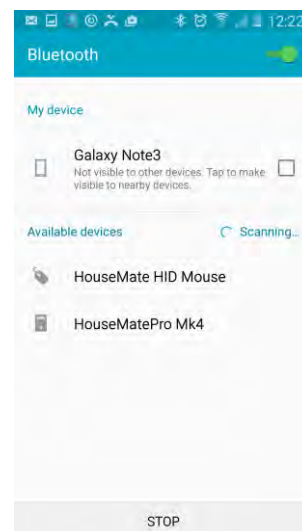 12:22
Bluetooth
My device
Galaxy Note3
Not visible to other devices. Tap to make
visible to nearby devices.
Available devices Scanning...
HouseMate HID Mouse
HouseMatePro Mk4
STOP